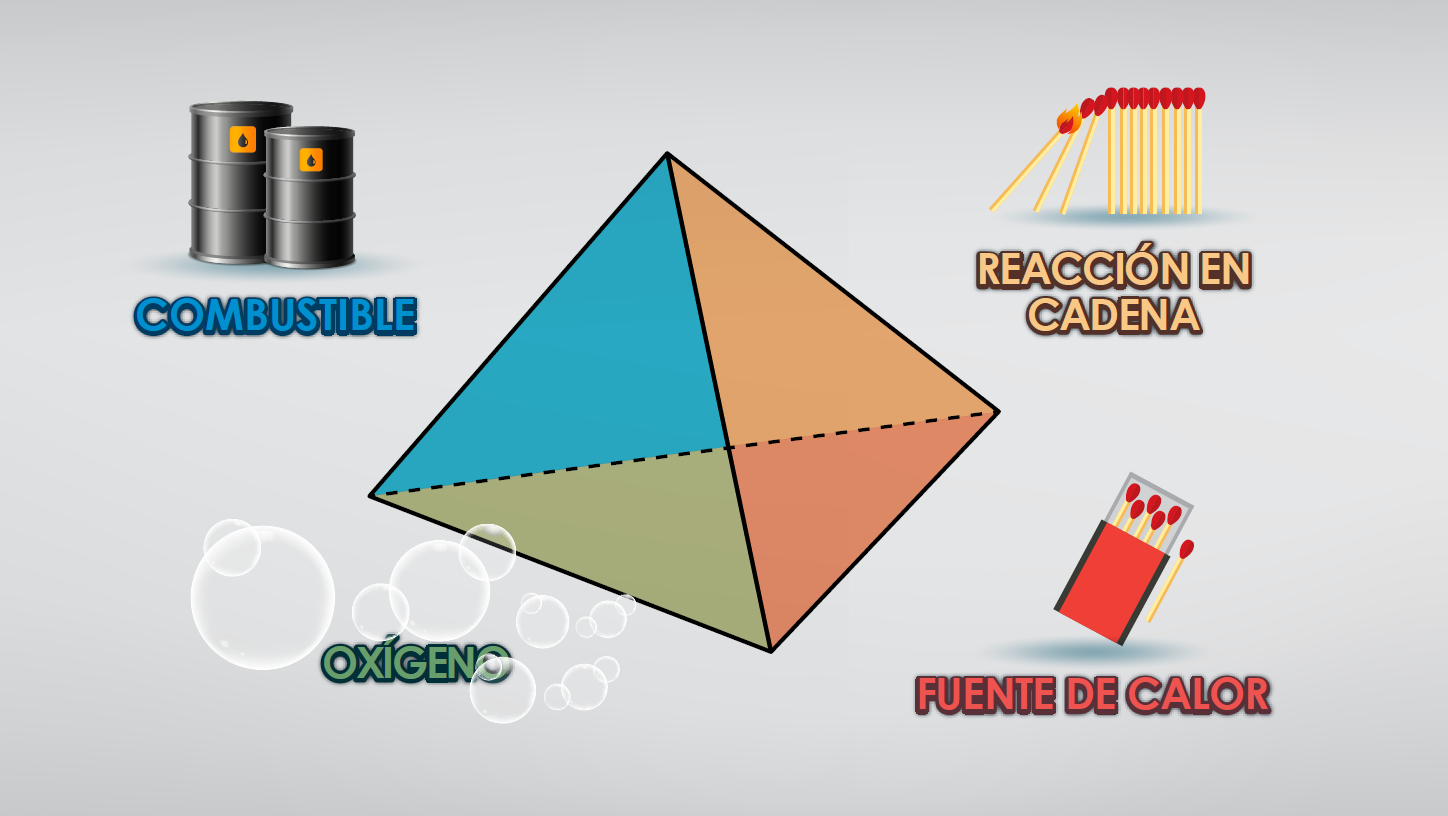 COMBUSTIBLE
REACCIÓN EN
CADENA
OXÍGENO
FUENTE DE CALOR